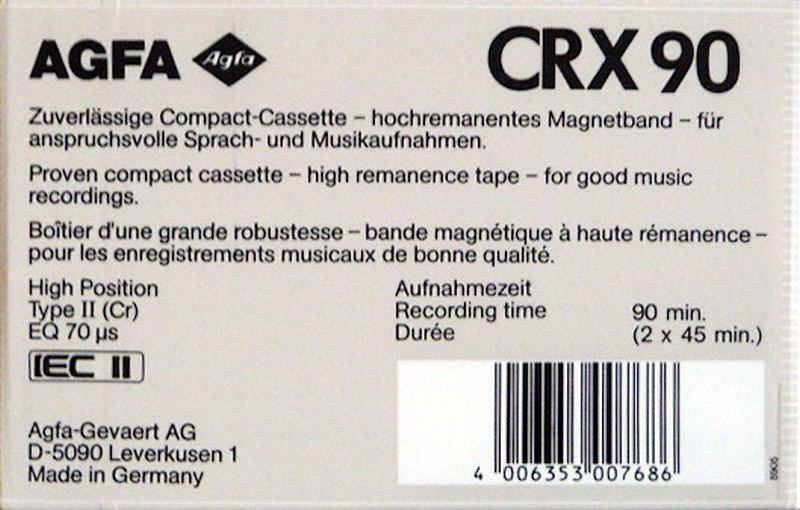 AGFA Agfa CRX 90
Zuverlässige Compact-Cassette – hochremanentes Magnetband – für
anspruchsvolle Sprach- und Musikaufnahmen.
Proven compact cassette – high remanence tape – for good music
recordings.
Boîtier d'une grande robustesse – bande magnétique à haute rémanence –
pour les enregistrements musicaux de bonne qualité.
High Position
Type II (Cr)
EQ 70 µs
IEC II
Aufnahmezeit
Recording time 90 min.
Durée (2 x 45 min.)
Agfa-Gevaert AG
D-5090 Leverkusen 1
Made in Germany
4 006353 007686